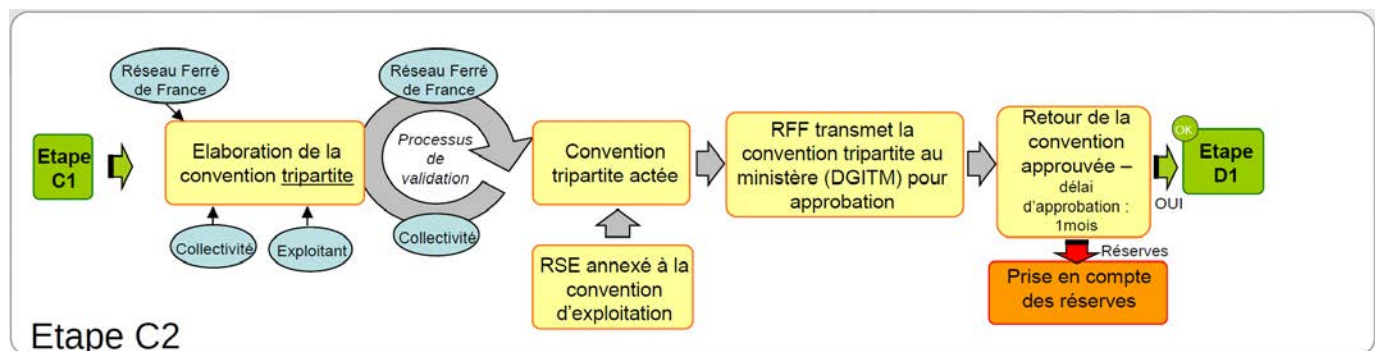 Etape
C1
Réseau Ferré
de France
Elaboration de la
convention tripartite
Collectivité
Exploitant
Réseau Ferré
de France
Processus
de
validation
Collectivité
Convention
tripartite actée
RSE annexé à la
convention
d'exploitation
RFF transmet la
convention tripartite au
ministère (DGITM) pour
approbation
Retour de la
convention
approuvée –
délai
d'approbation :
1mois
OUI
OK
Etape
D1
Réserves
Prise en compte
des réserves
Etape C2